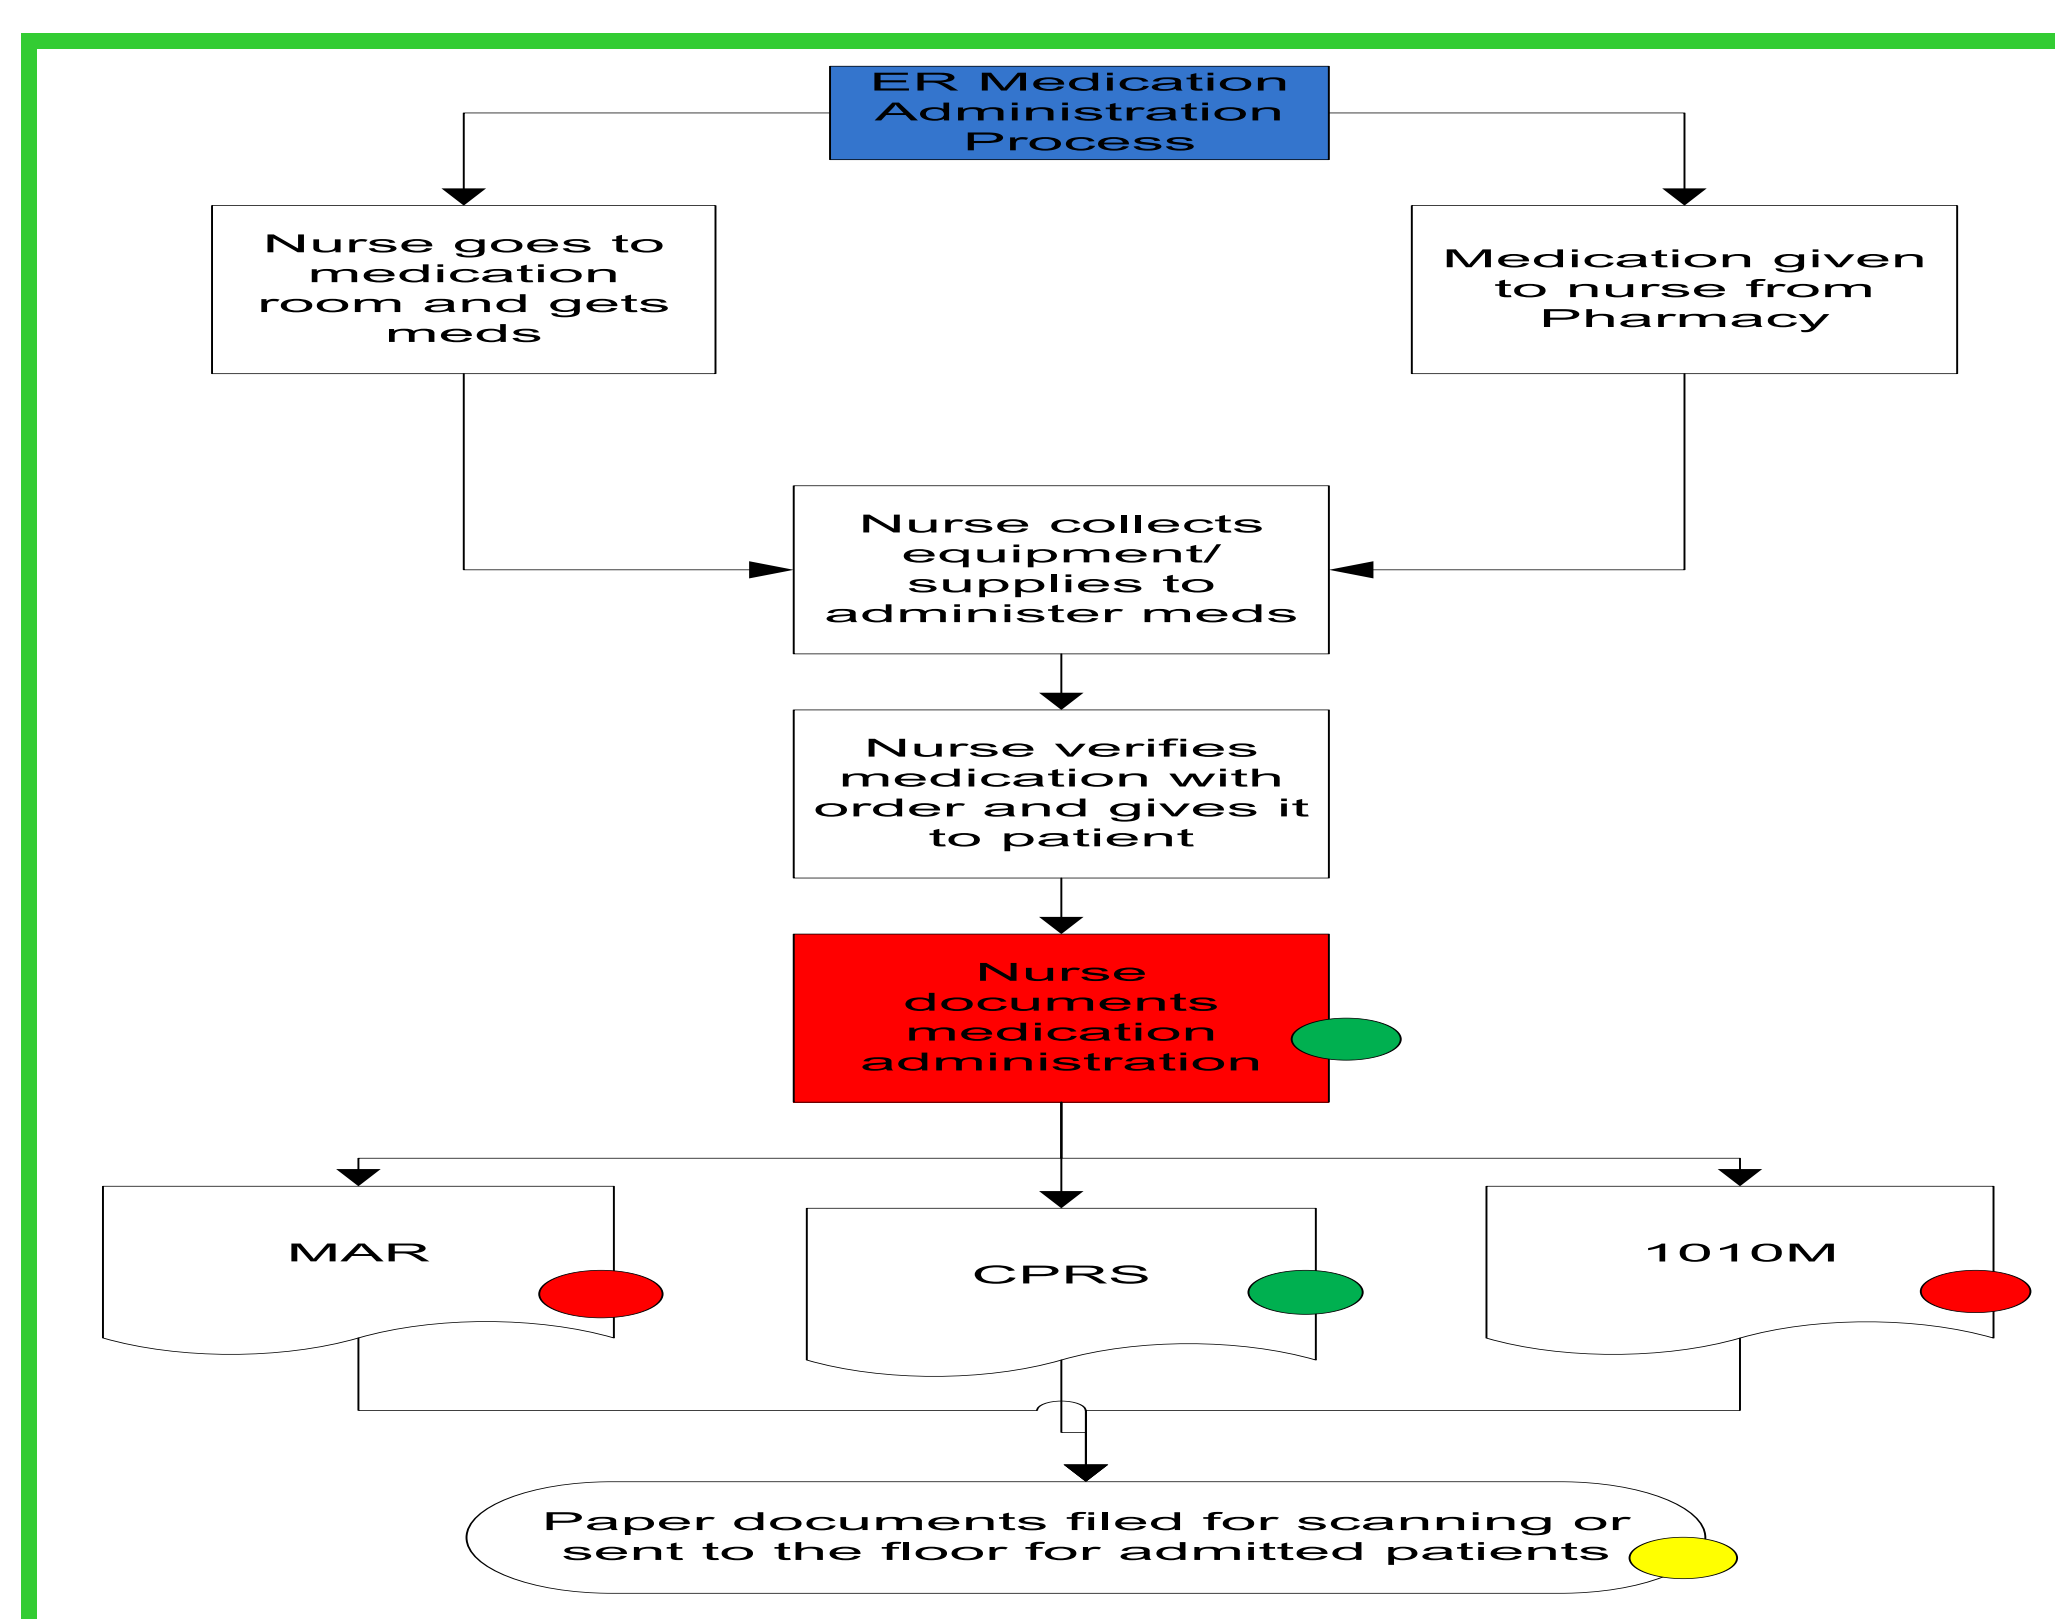 ER Medication
Administration
Process
Nurse goes to
medication
room and gets
meds
Medication given
to nurse from
Pharmacy
Nurse collects
equipment/
supplies to
administer meds
Nurse verifies
medication with
order and gives it
to patient
Nurse
documents
medication
administration
MAR
CPRS
1010M
Paper documents filed for scanning or
sent to the floor for admitted patients